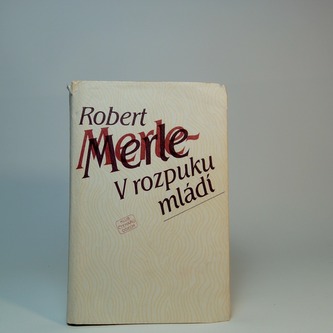 Robert
Merle
V rozpuku
mládí